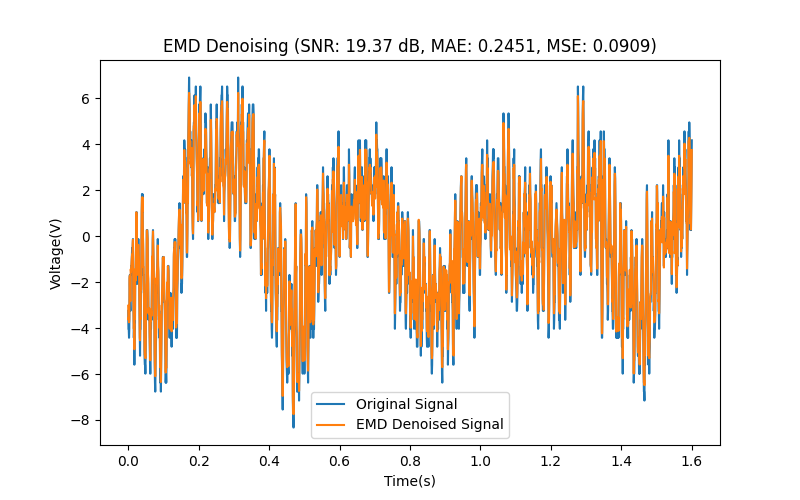 EMD Denoising (SNR: 19.37 dB, MAE: 0.2451, MSE: 0.0909)
6
4
2
0
−2
−4
−6
−8
Voltage(V)
Original Signal
EMD Denoised Signal
0.0 0.2 0.4 0.6 0.8 1.0 1.2 1.4 1.6
Time(s)